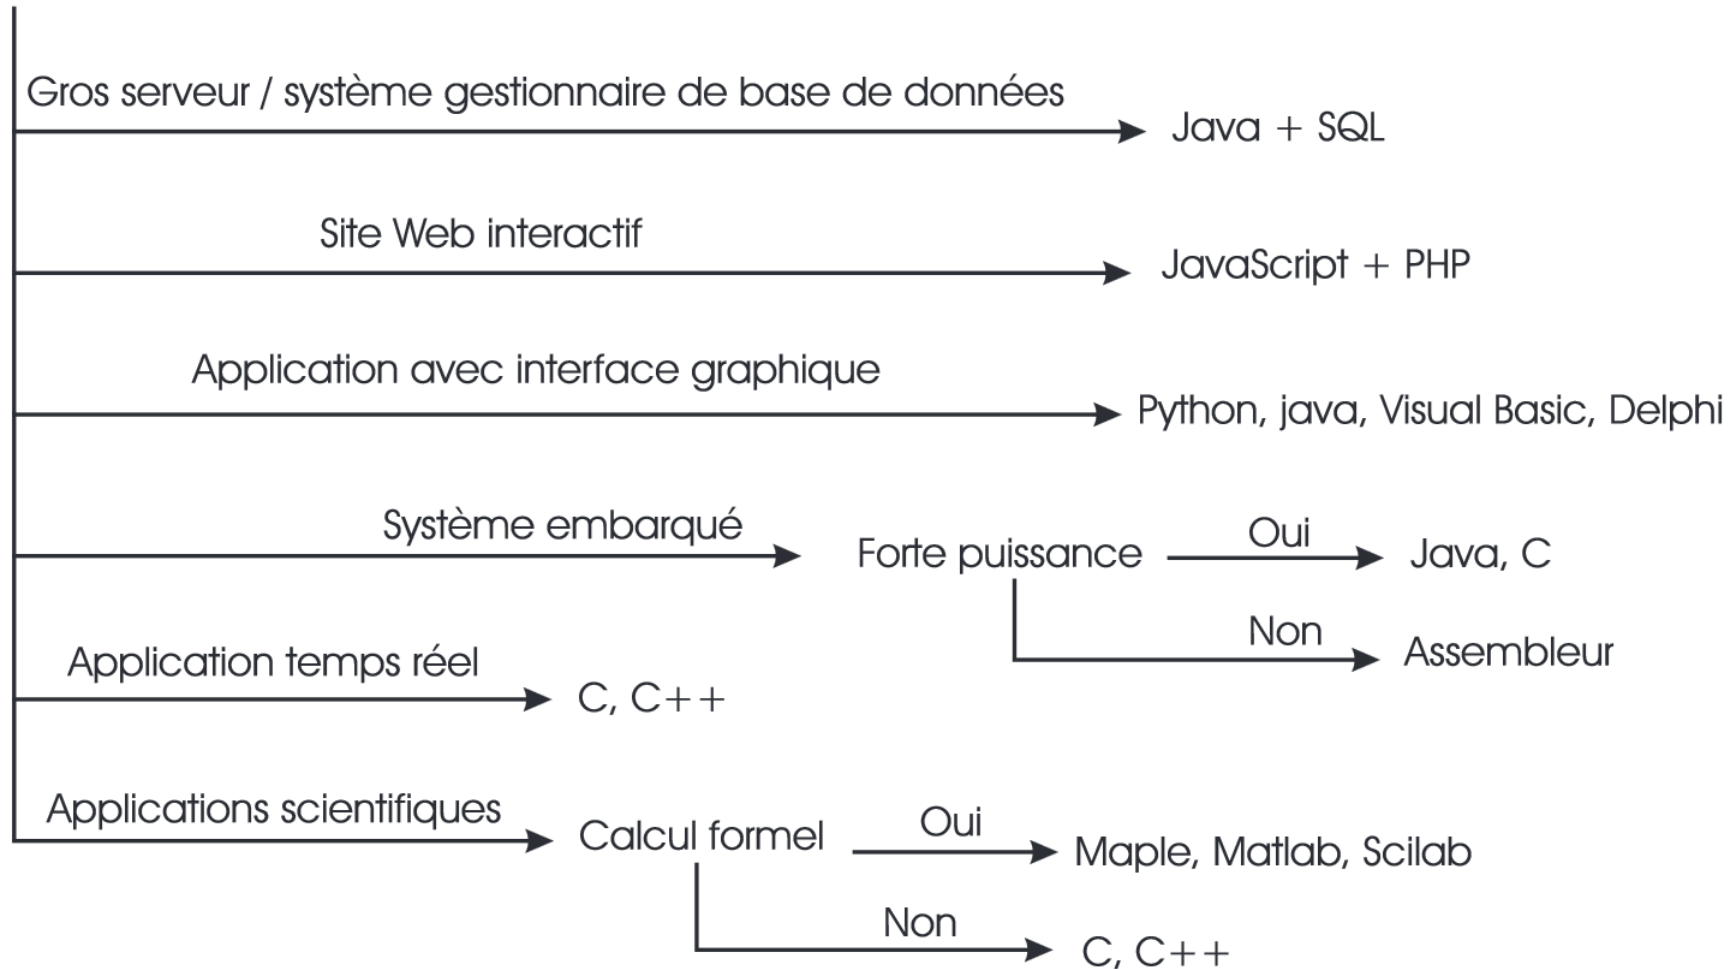 Gros serveur / système gestionnaire de base de données
Java + SQL
Site Web interactif
JavaScript + PHP
Application avec interface graphique
Python, java, Visual Basic, Delphi
Système embarqué
Forte puissance
Oui
Java, C
Non
Assembleur
Application temps réel
C, C++
Applications scientifiques
Calcul formel
Oui
Maple, Matlab, Scilab
Non
C, C++